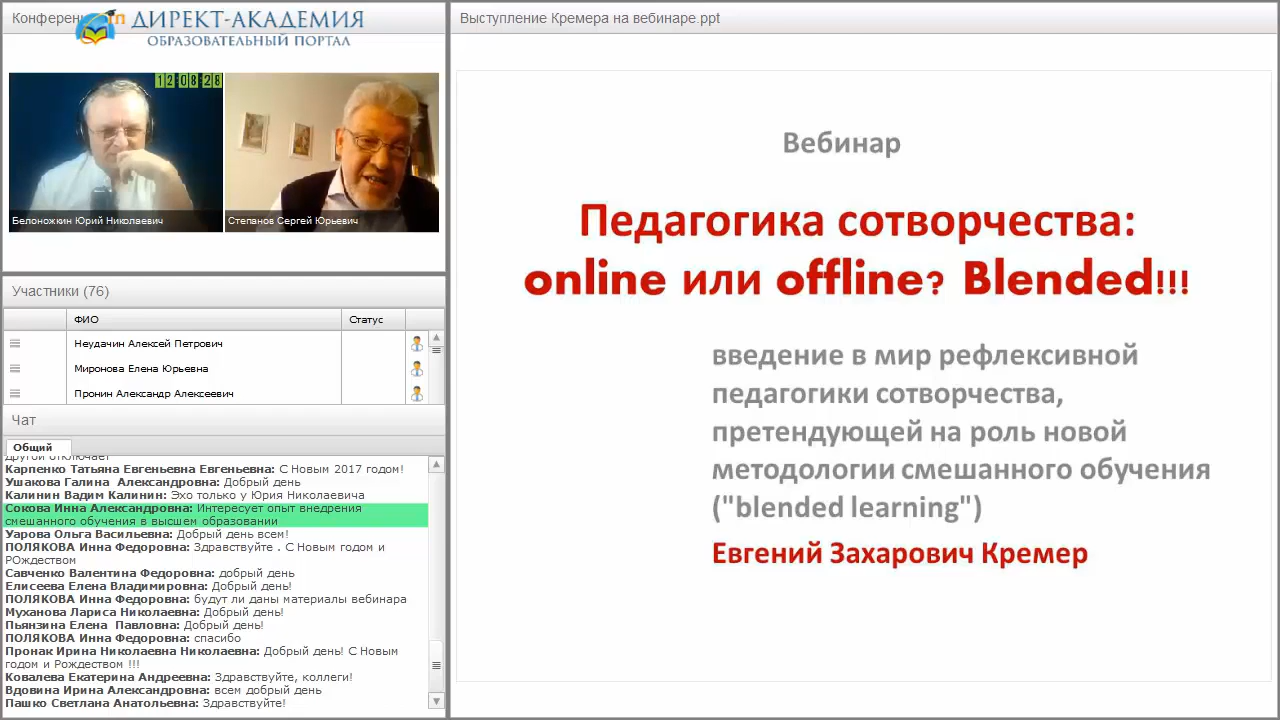 Конференц
ДИРЕКТ-АКАДЕМИЯ
ОБРАЗОВАТЕЛЬНЫЙ ПОРТАЛ
12:08:28
Белоножкин Юрий Николаевич
Степанов Сергей Юрьевич
Участники (76)
ФИО
Статус
Неудачин Алексей Петрович
Миронова Елена Юрьевна
Пронин Александр Алексеевич
Чат
Общий
другой отключает
Карпенко Татьяна Евгеньевна Евгеньевна: С Новым 2017 годом!
Ушакова Галина Александровна: Добрый день
Калинин Вадим Калинин: Эхо только у Юрия Николаевича
Сокова Инна Александровна: Интересует опыт внедрения
смешанного обучения в высшем образовании
Уарова Ольга Васильевна: Добрый день всем!
ПОЛЯКОВА Инна Федоровна: Здравствуйте . С Новым годом и
РОждеством
Савченко Валентина Федоровна: добрый день
Елисеева Елена Владимировна: Добрый день!
ПОЛЯКОВА Инна Федоровна: будут ли даны материалы вебинара
Муханова Лариса Николаевна: Добрый день!
Пьянзина Елена Павловна: Добрый день!
ПОЛЯКОВА Инна Федоровна: спасибо
Пронак Ирина Николаевна Николаевна: Добрый день! С Новым
годом и Рождеством !!!
Ковалева Екатерина Андреевна: Здравствуйте, коллеги!
Вдовина Ирина Александровна: всем добрый день
Пашко Светлана Анатольевна: Здравствуйте!
Выступление Кремера на вебинаре.ppt
Вебинар
Педагогика сотворчества:
online или offline? Blended!!!
введение в мир рефлексивной
педагогики сотворчества,
претендующей на роль новой
методологии смешанного обучения
("blended learning")
Евгений Захарович Кремер